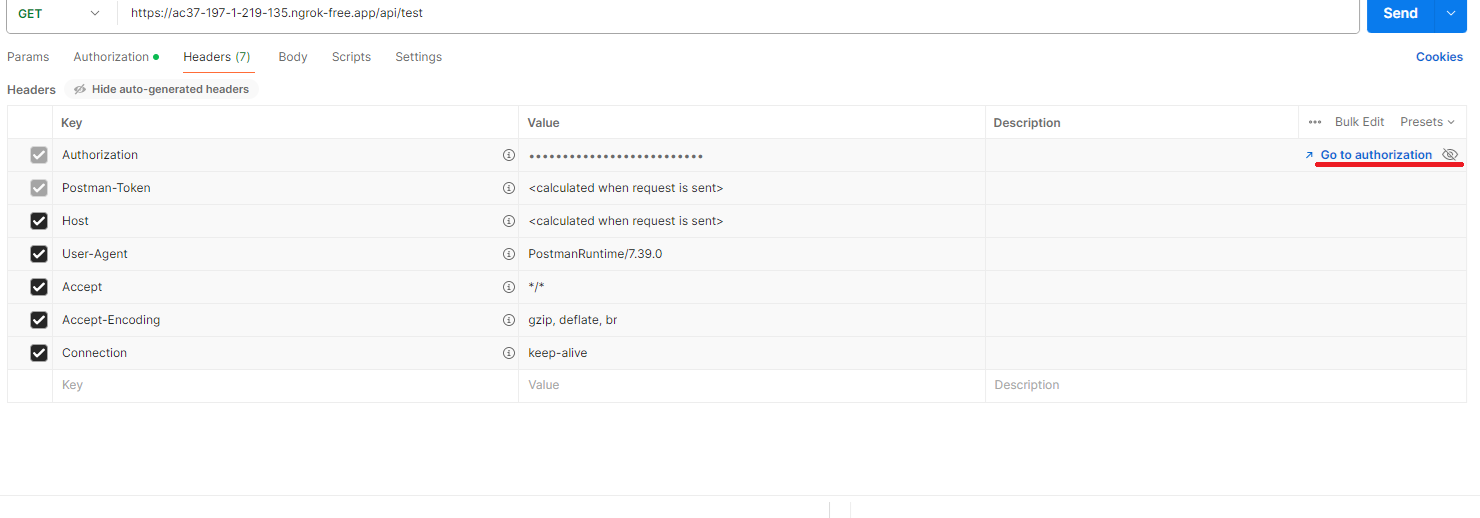 GET https://ac37-197-1-219-135.ngrok-free.app/api/test Send
Params Authorization Headers (7) Body Scripts Settings Cookies
Headers Hide auto-generated headers
Key Value Description Bulk Edit Presets
Authorization •••••••••••••••••••••••••• Go to authorization
Postman-Token <calculated when request is sent>
Host <calculated when request is sent>
User-Agent PostmanRuntime/7.39.0
Accept */*
Accept-Encoding gzip, deflate, br
Connection keep-alive
Key Value Description